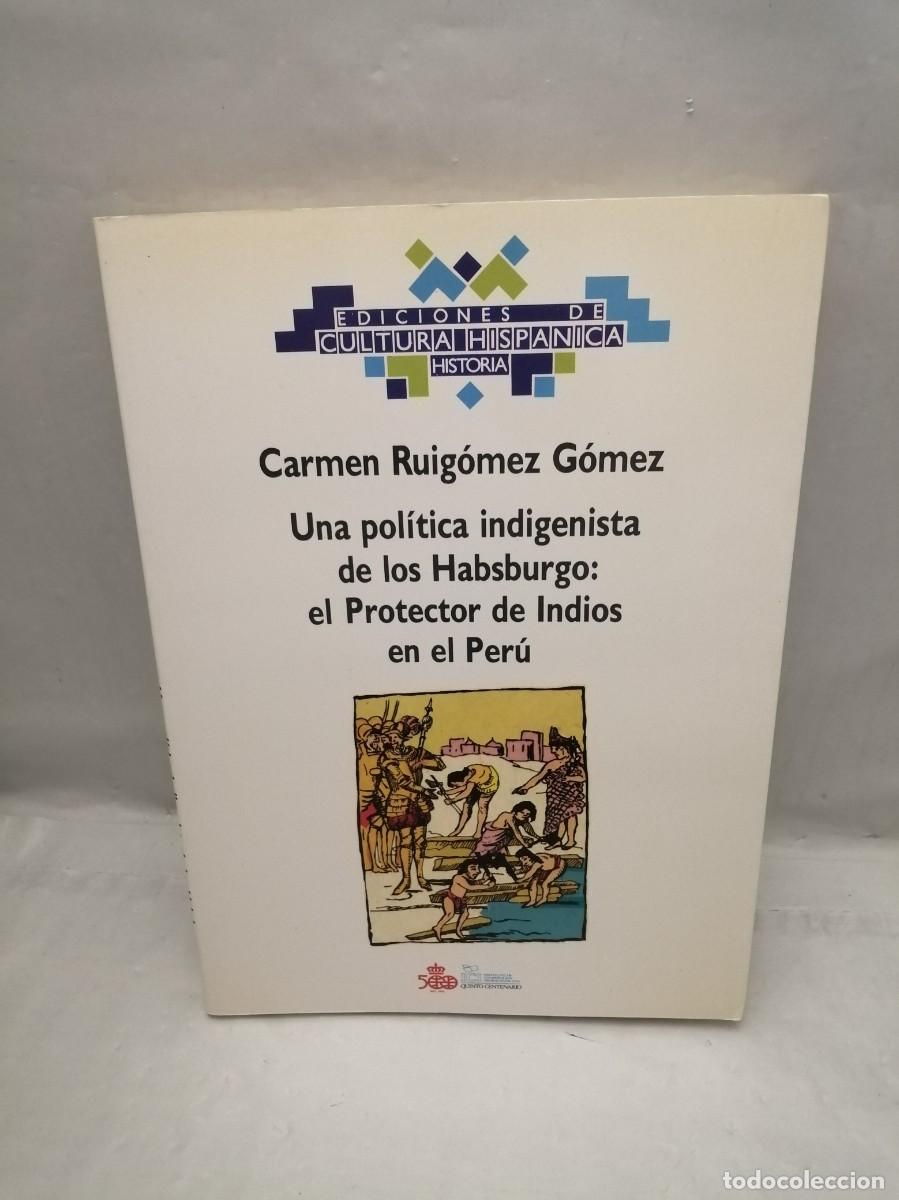 EDICIONES DE
CULTURA HISPANICA
HISTORIA
Carmen Ruigómez Gómez
Una política indigenista
de los Habsburgo:
el Protector de Indios
en el Perú
500
QUINTO CENTENARIO
todocoleccion